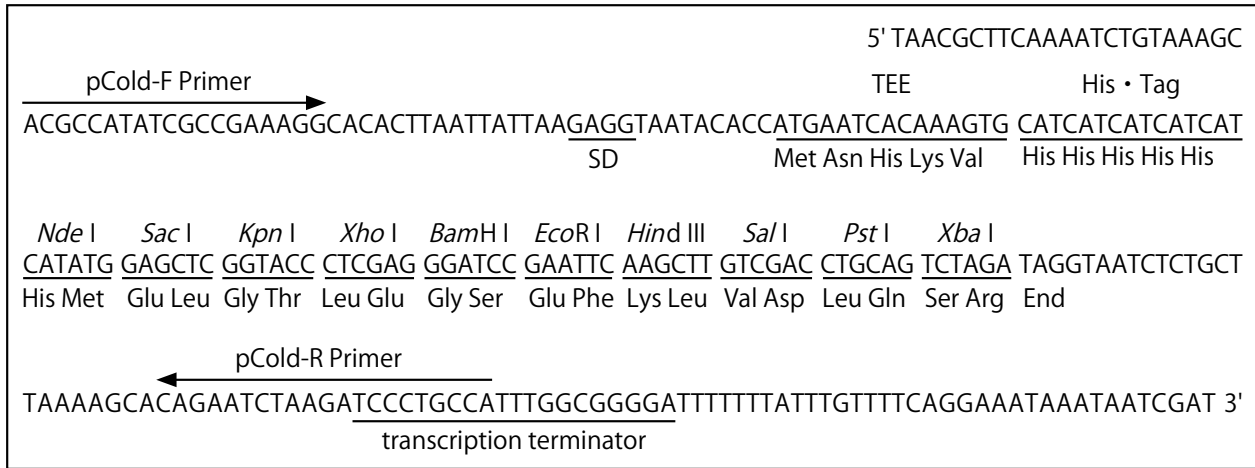 5' TAACGCTTCAAAATCTGTAAAGC
pCold-F Primer TEE His・Tag
ACGCCATATCGCCGAAAGGCACACTTAATTATTAAGAGGTAATACACCATGAATCACAAAGTG CATCATCATCATCAT
SD Met Asn His Lys Val His His His His His
Nde I Sac I Kpn I Xho I BamH I EcoR I Hind III Sal I Pst I Xba I
CATATG GAGCTC GGTACC CTCGAG GGATCC GAATTC AAGCTT GTCGAC CTGCAG TCTAGA TAGGTAATCTCTGCT
His Met Glu Leu Gly Thr Leu Glu Gly Ser Glu Phe Lys Leu Val Asp Leu Gln Ser Arg End
pCold-R Primer
TAAAAGCACAGAATCTAAGATCCCTGCCATTTGGCGGGGATTTTTTTATTTGTTTTCAGGAAATAAATAATCGAT 3'
transcription terminator